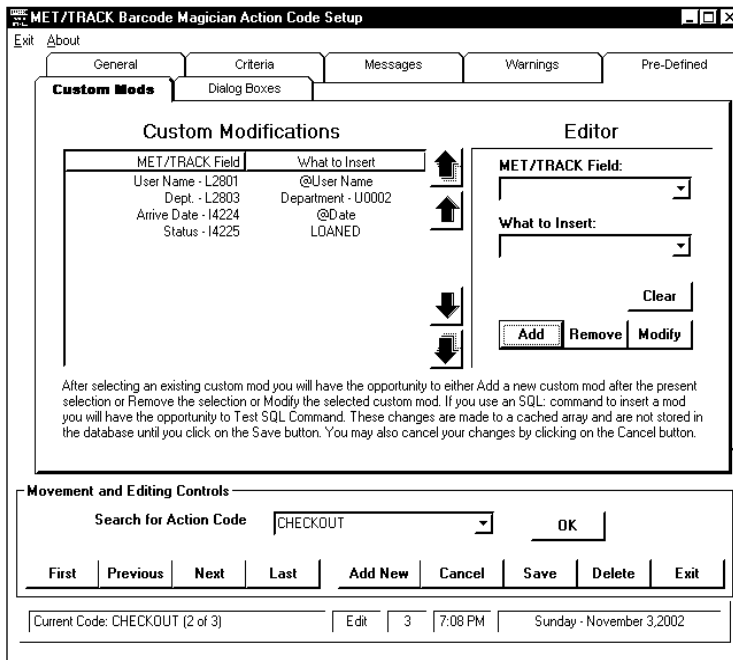 MET/TRACK Barcode Magician Action Code Setup
Exit About
General Criteria Messages Warnings Pre-Defined
Custom Mods Dialog Boxes
Custom Modifications
MET/TRACK Field What to Insert
User Name - L2801 @User Name
Dept. - L2803 Department - U0002
Arrive Date - I4224 @Date
Status - I4225 LOANED
Editor
MET/TRACK Field:
What to Insert:
Clear
Add Remove Modify
After selecting an existing custom mod you will have the opportunity to either Add a new custom mod after the present
selection or Remove the selection or Modify the selected custom mod. If you use an SQL: command to insert a mod
you will have the opportunity to Test SQL Command. These changes are made to a cached array and are not stored in
the database until you click on the Save button. You may also cancel your changes by clicking on the Cancel button.
Movement and Editing Controls
Search for Action Code CHECKOUT OK
First Previous Next Last Add New Cancel Save Delete Exit
Current Code: CHECKOUT (2 of 3) Edit 3 7:08 PM Sunday - November 3,2002